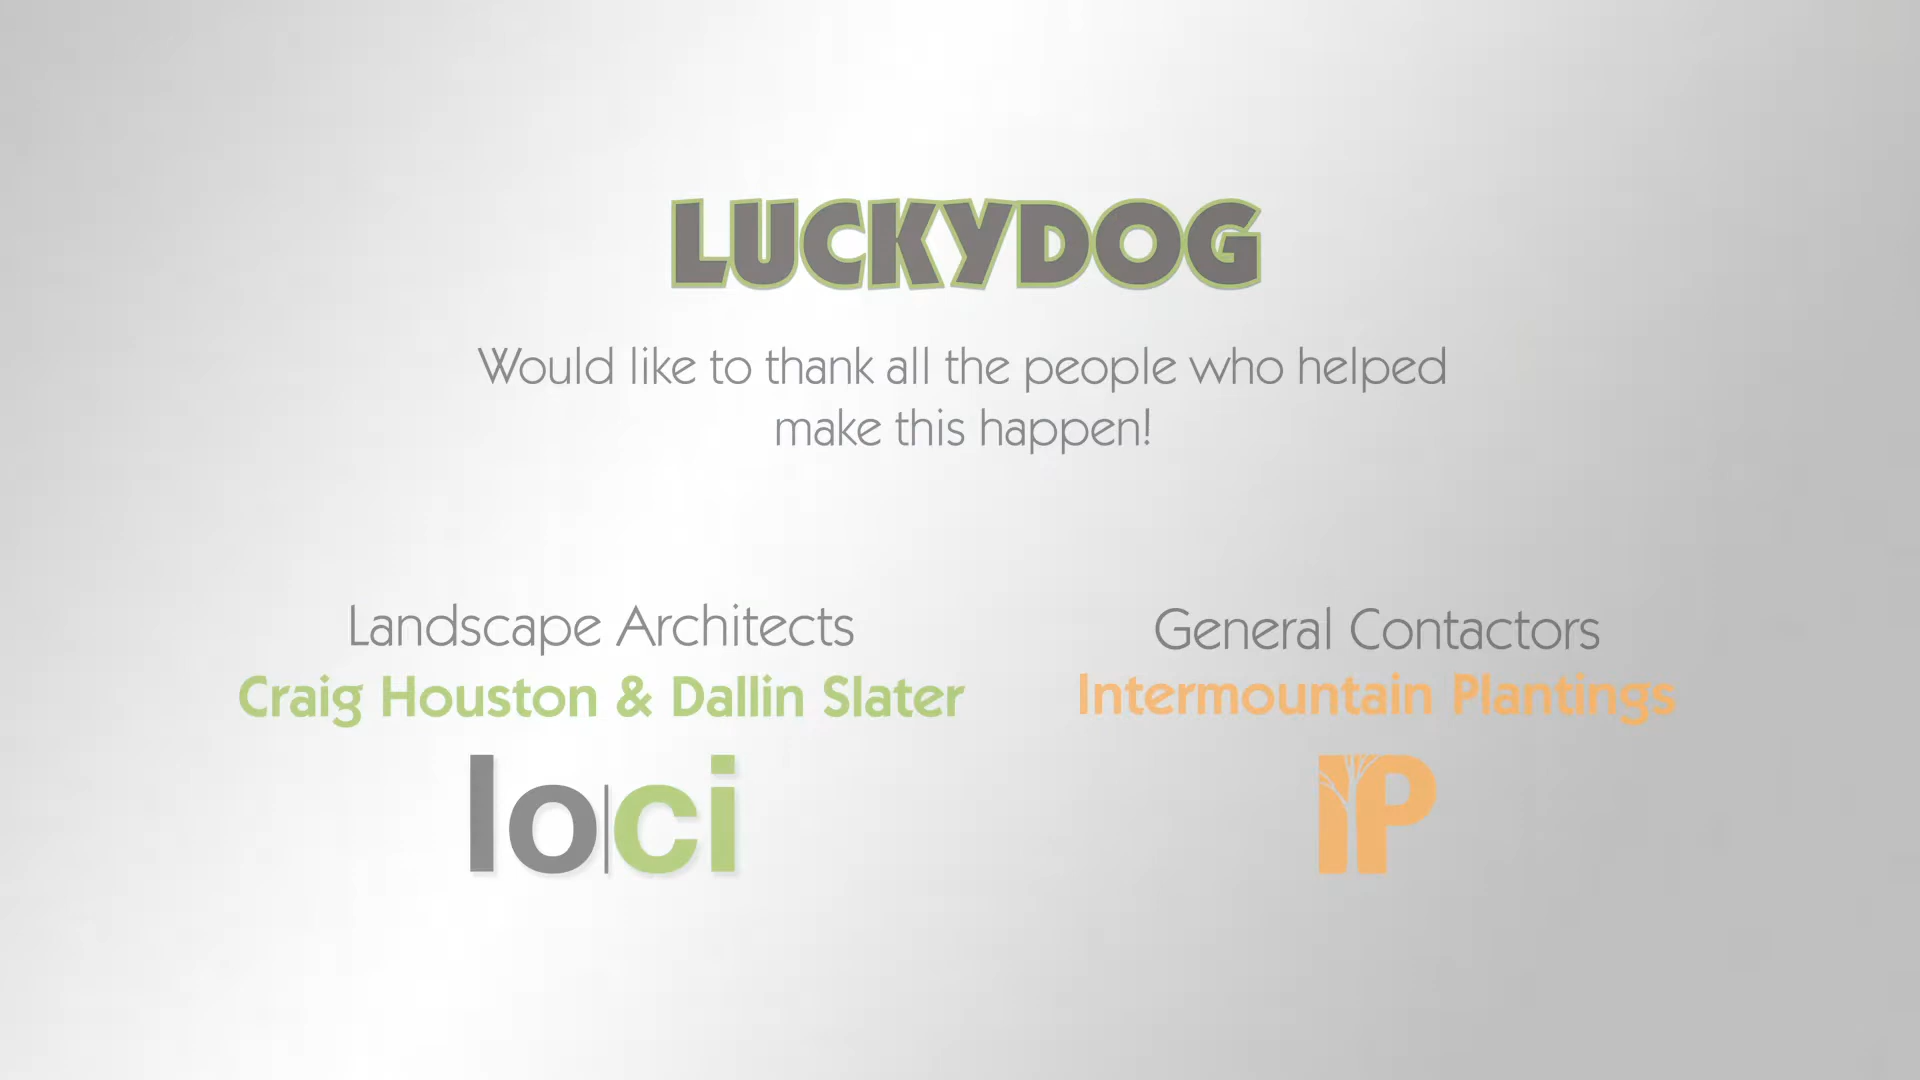 LUCKYDOG
Would like to thank all the people who helped
make this happen!
Landscape Architects
Craig Houston & Dallin Slater
lo|ci
General Contactors
Intermountain Plantings
IP